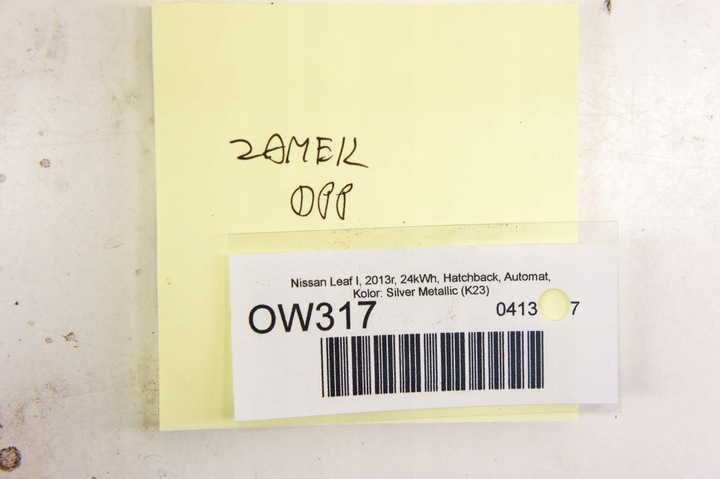 ZAMEK
OPP
Nissan Leaf I, 2013r, 24kWh, Hatchback, Automat,
Kolor: Silver Metallic (K23)
OW317